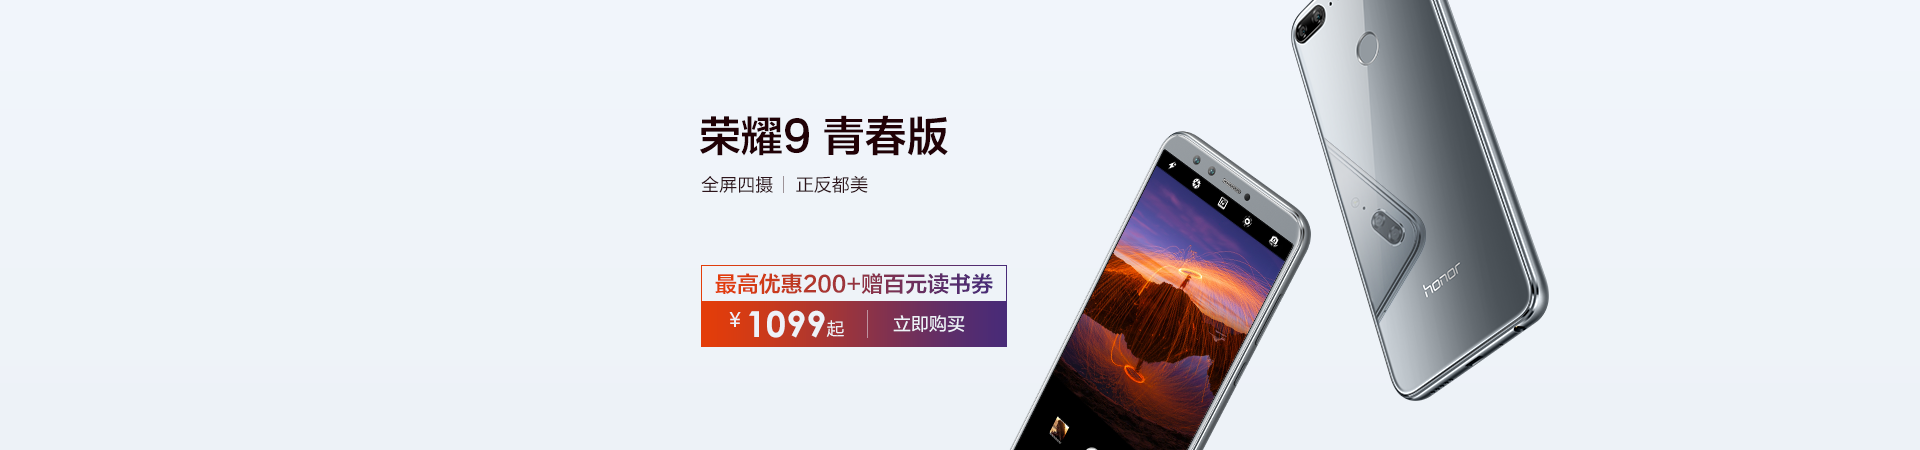 荣耀9 青春版
全屏四摄 | 正反都美
最高优惠200+赠百元读书券
¥1099起 | 立即购买
honor